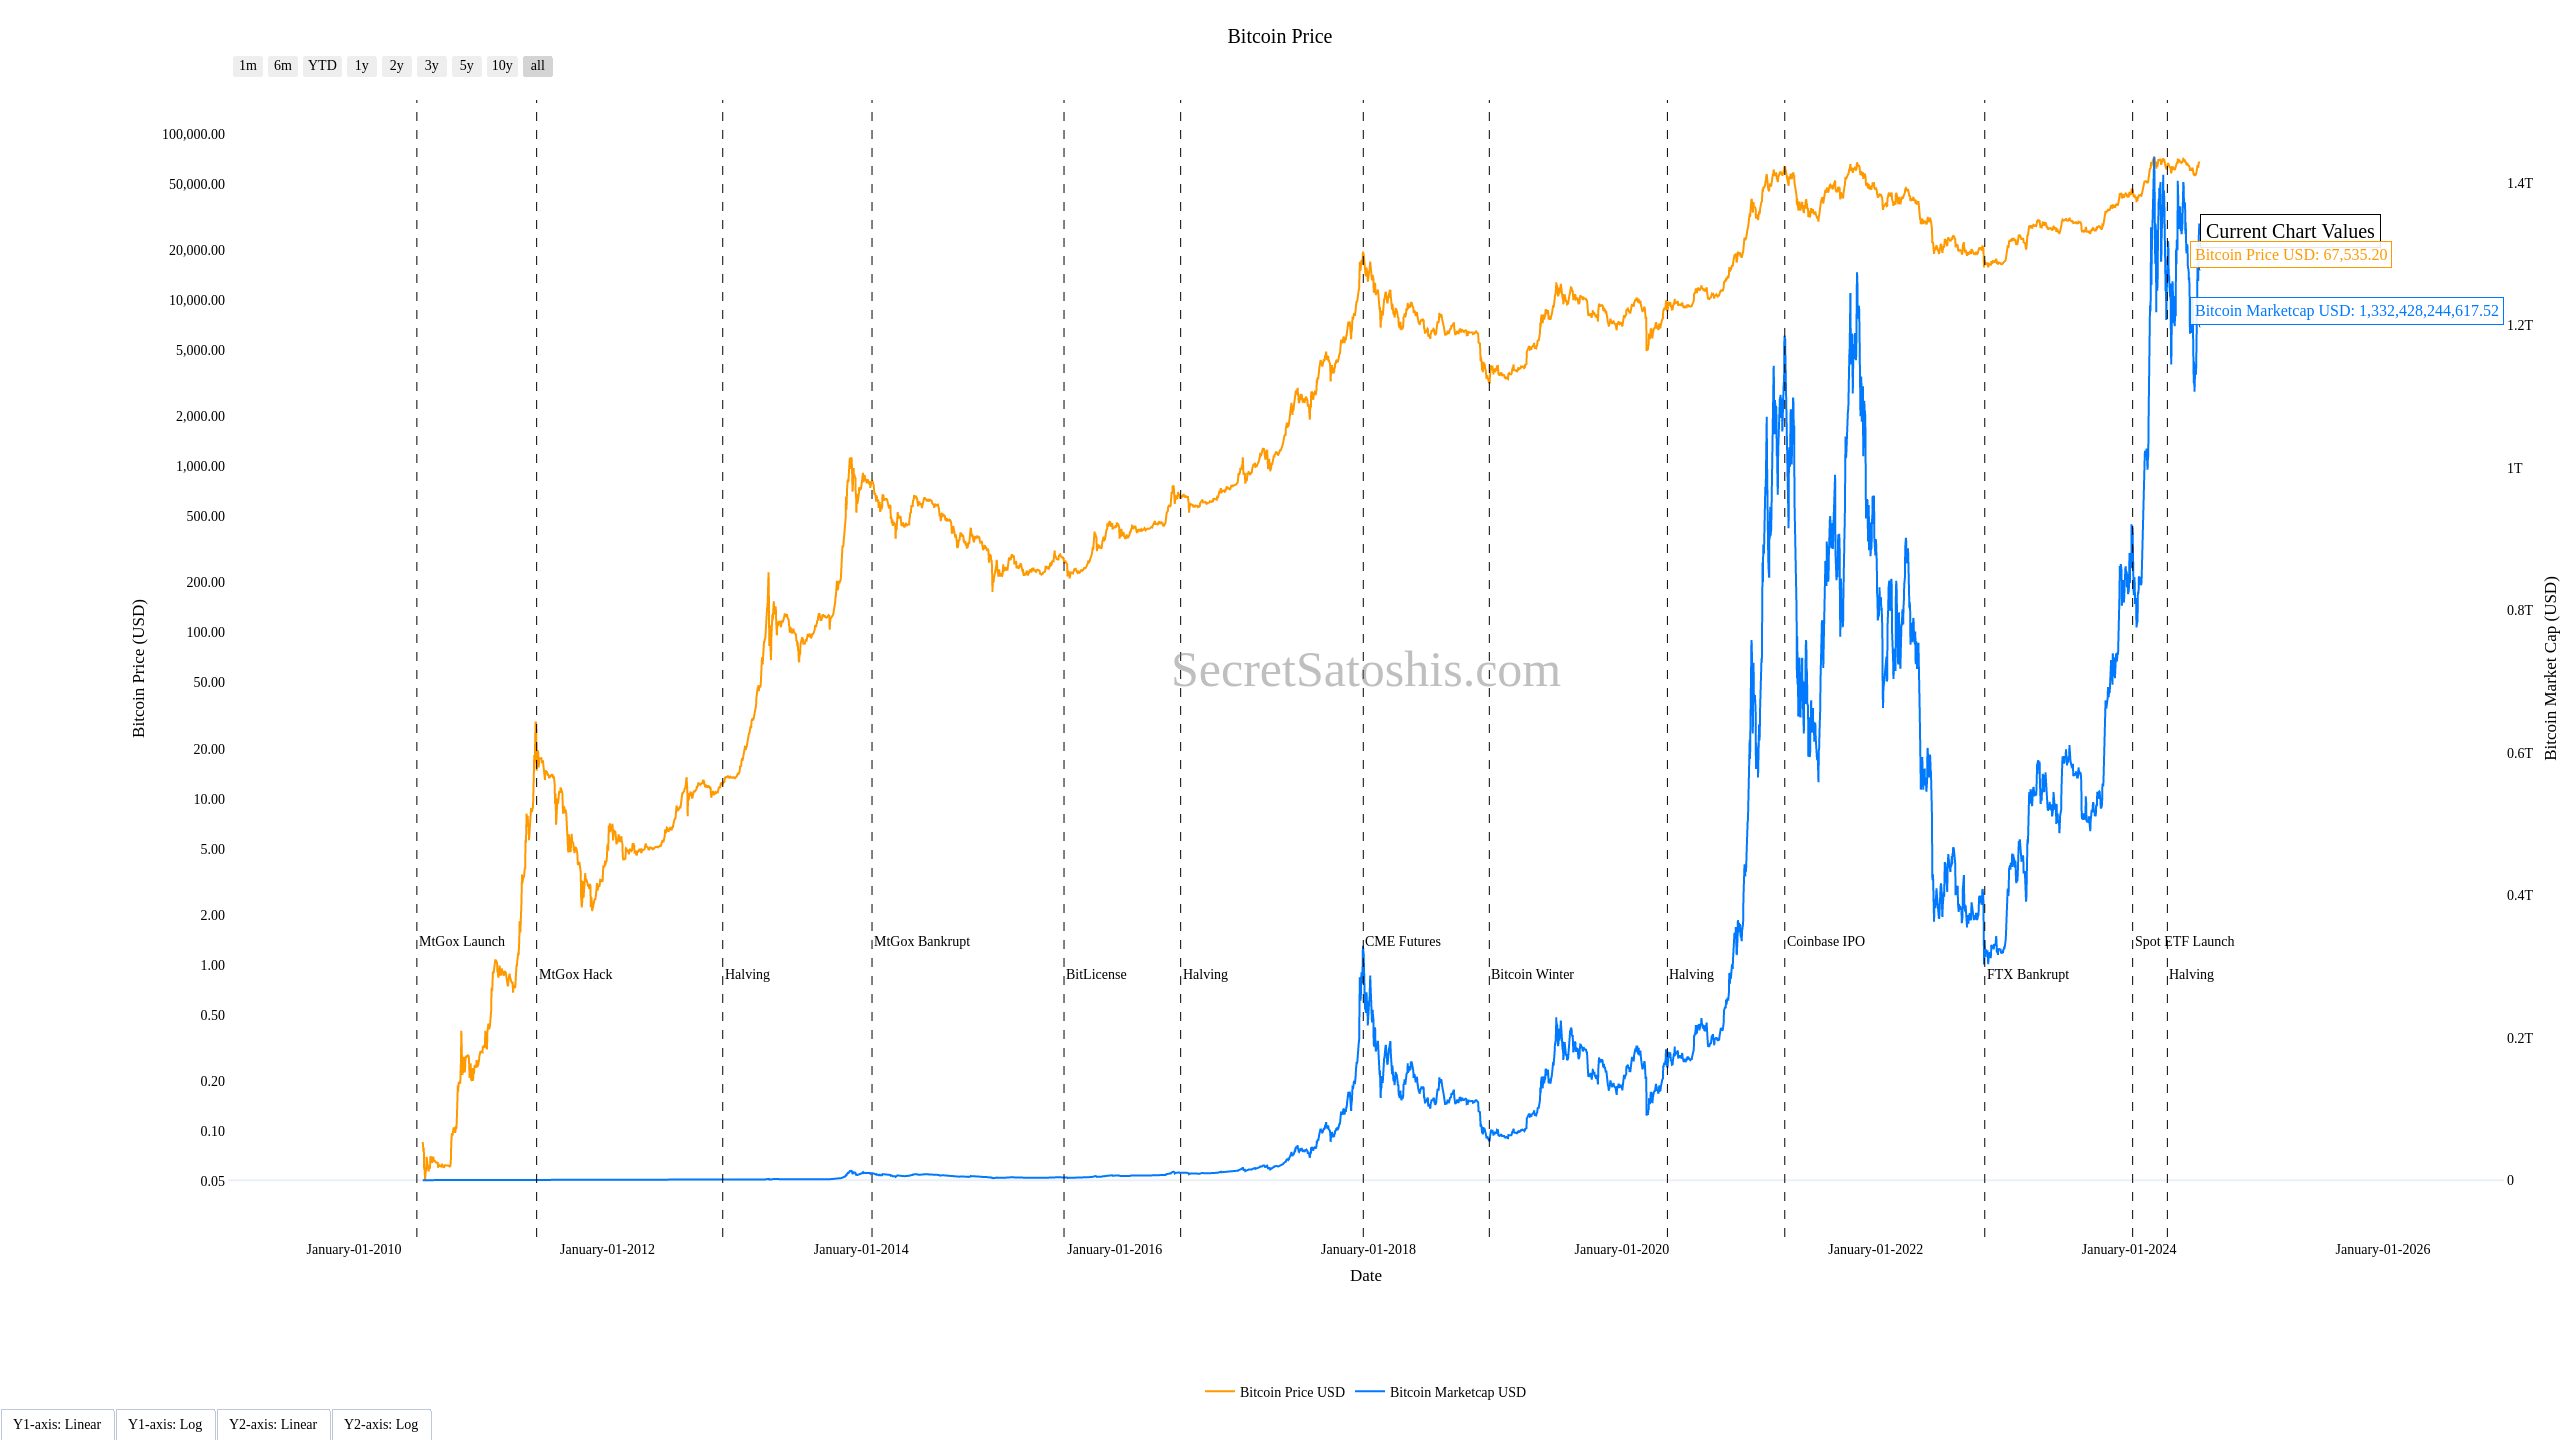 Bitcoin Price
1m 6m YTD 1y 2y 3y 5y 10y all
100,000.00
50,000.00
20,000.00
10,000.00
5,000.00
2,000.00
1,000.00
500.00
200.00
100.00
50.00
20.00
10.00
5.00
2.00
1.00
0.50
0.20
0.10
0.05
Bitcoin Price (USD)
1.4T
1.2T
1T
0.8T
0.6T
0.4T
0.2T
0
Bitcoin Market Cap (USD)
Current Chart Values
Bitcoin Price USD: 67,535.20
Bitcoin Marketcap USD: 1,332,428,244,617.52
SecretSatoshis.com
MtGox Launch
MtGox Hack
Halving
MtGox Bankrupt
BitLicense
Halving
CME Futures
Bitcoin Winter
Halving
Coinbase IPO
FTX Bankrupt
Spot ETF Launch
Halving
January-01-2010 January-01-2012 January-01-2014 January-01-2016 January-01-2018 January-01-2020 January-01-2022 January-01-2024 January-01-2026
Date
Bitcoin Price USD Bitcoin Marketcap USD
Y1-axis: Linear Y1-axis: Log Y2-axis: Linear Y2-axis: Log